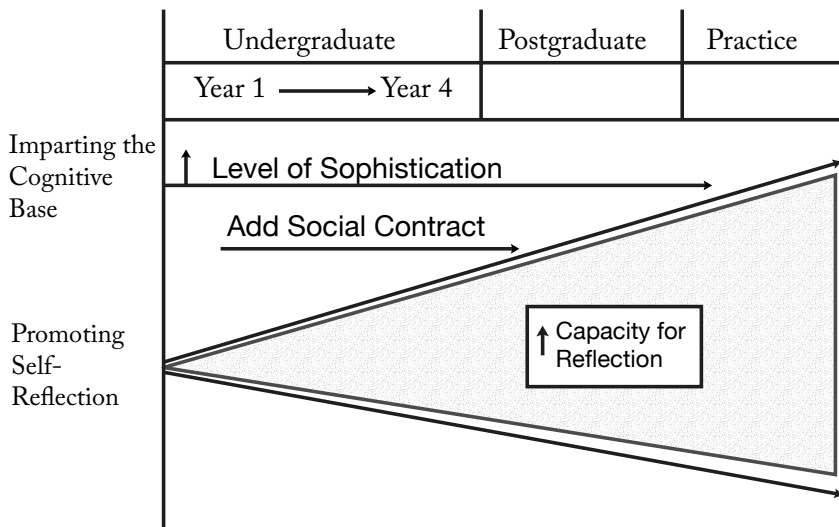 Undergraduate Postgraduate Practice
Year 1 Year 4
Imparting the
Cognitive
Base
Level of Sophistication
Add Social Contract
Promoting
Self-
Reflection
Capacity for
Reflection